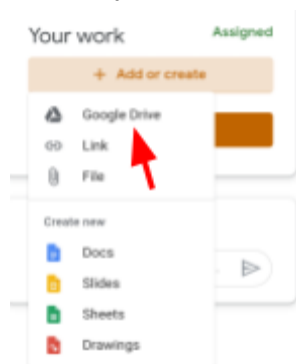 Your work
Assigned
+ Add or create
Google Drive
Link
File
Create new
Docs
Slides
Sheets
Drawings